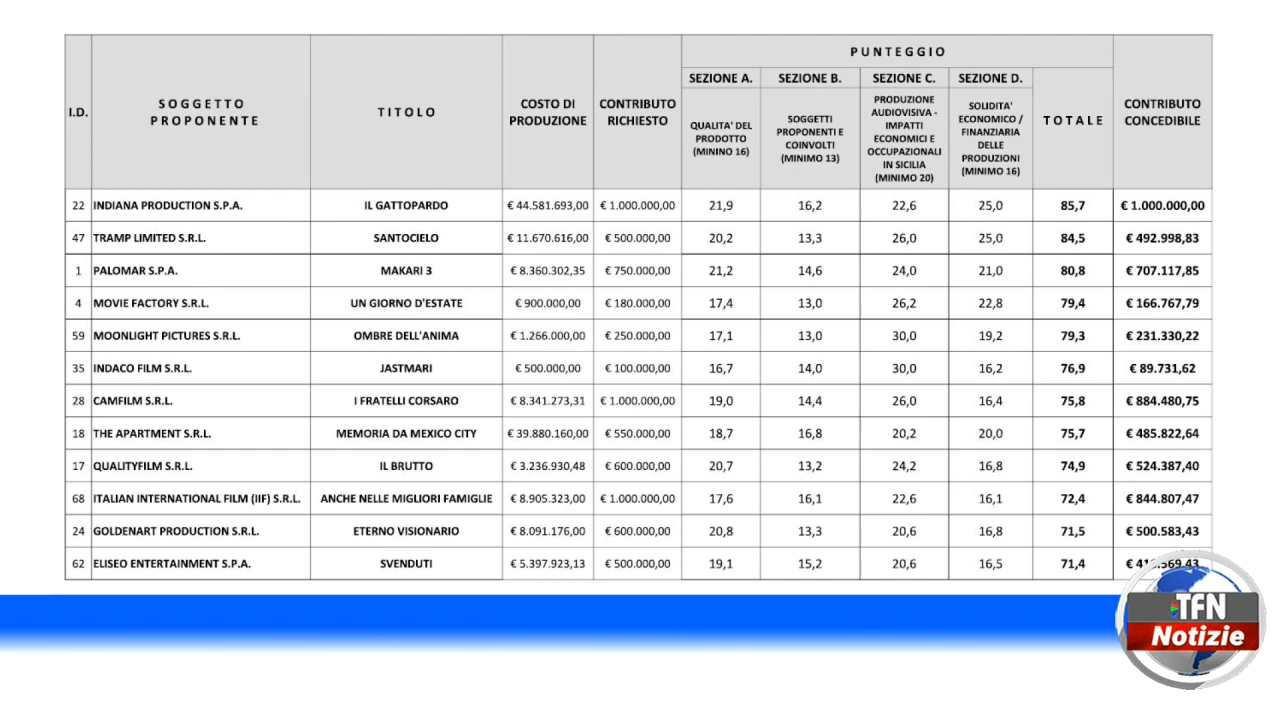 PUNTEGGIO
SEZIONE A. SEZIONE B. SEZIONE C. SEZIONE D.
I.D. SOGGETTO PROPONENTE TITOLO COSTO DI PRODUZIONE CONTRIBUTO RICHIESTO QUALITA' DEL PRODOTTO (MININO 16) SOGGETTI PROPONENTI E COINVOLTI (MINIMO 13) PRODUZIONE AUDIOVISIVA - IMPATTI ECONOMICI E OCCUPAZIONALI IN SICILIA (MINIMO 20) SOLIDITA' ECONOMICO / FINANZIARIA DELLE PRODUZIONI (MINIMO 16) TOTALE CONTRIBUTO CONCEDIBILE
22 INDIANA PRODUCTION S.P.A. IL GATTOPARDO € 44.581.693,00 € 1.000.000,00 21,9 16,2 22,6 25,0 85,7 € 1.000.000,00
47 TRAMP LIMITED S.R.L. SANTOCIELO € 11.670.616,00 € 500.000,00 20,2 13,3 26,0 25,0 84,5 € 492.998,83
1 PALOMAR S.P.A. MAKARI 3 € 8.360.302,35 € 750.000,00 21,2 14,6 24,0 21,0 80,8 € 707.117,85
4 MOVIE FACTORY S.R.L. UN GIORNO D'ESTATE € 900.000,00 € 180.000,00 17,4 13,0 26,2 22,8 79,4 € 166.767,79
59 MOONLIGHT PICTURES S.R.L. OMBRE DELL'ANIMA € 1.266.000,00 € 250.000,00 17,1 13,0 30,0 19,2 79,3 € 231.330,22
35 INDACO FILM S.R.L. JASTMARI € 500.000,00 € 100.000,00 16,7 14,0 30,0 16,2 76,9 € 89.731,62
28 CAMFILM S.R.L. I FRATELLI CORSARO € 8.341.273,31 € 1.000.000,00 19,0 14,4 26,0 16,4 75,8 € 884.480,75
18 THE APARTMENT S.R.L. MEMORIA DA MEXICO CITY € 39.880.160,00 € 550.000,00 18,7 16,8 20,2 20,0 75,7 € 485.822,64
17 QUALITYFILM S.R.L. IL BRUTTO € 3.236.930,48 € 600.000,00 20,7 13,2 24,2 16,8 74,9 € 524.387,40
68 ITALIAN INTERNATIONAL FILM (IIF) S.R.L. ANCHE NELLE MIGLIORI FAMIGLIE € 8.905.323,00 € 1.000.000,00 17,6 16,1 22,6 16,1 72,4 € 844.807,47
24 GOLDENART PRODUCTION S.R.L. ETERNO VISIONARIO € 8.091.176,00 € 600.000,00 20,8 13,3 20,6 16,8 71,5 € 500.583,43
62 ELISEO ENTERTAINMENT S.P.A. SVENDUTI € 5.397.923,13 € 500.000,00 19,1 15,2 20,6 16,5 71,4
TFN
Notizie